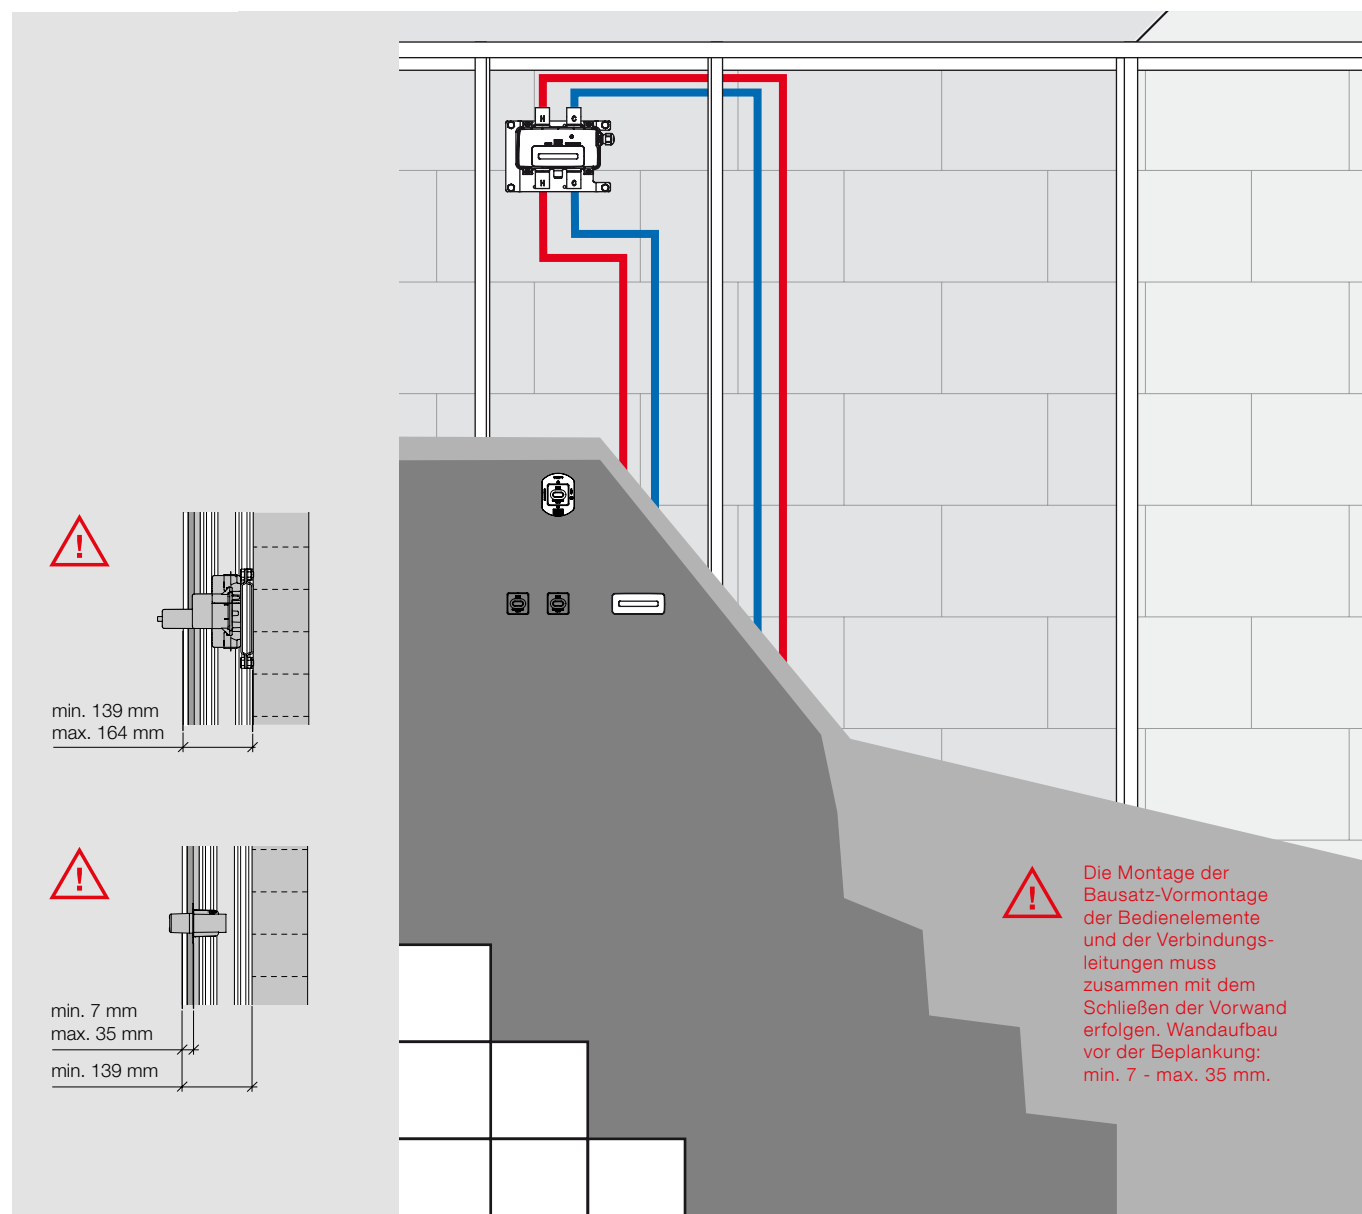 H C
H C
min. 139 mm
max. 164 mm
min. 7 mm
max. 35 mm
min. 139 mm
Die Montage der
Bausatz-Vormontage
der Bedienelemente
und der Verbindungs-
leitungen muss
zusammen mit dem
Schließen der Vorwand
erfolgen. Wandaufbau
vor der Beplankung:
min. 7 - max. 35 mm.